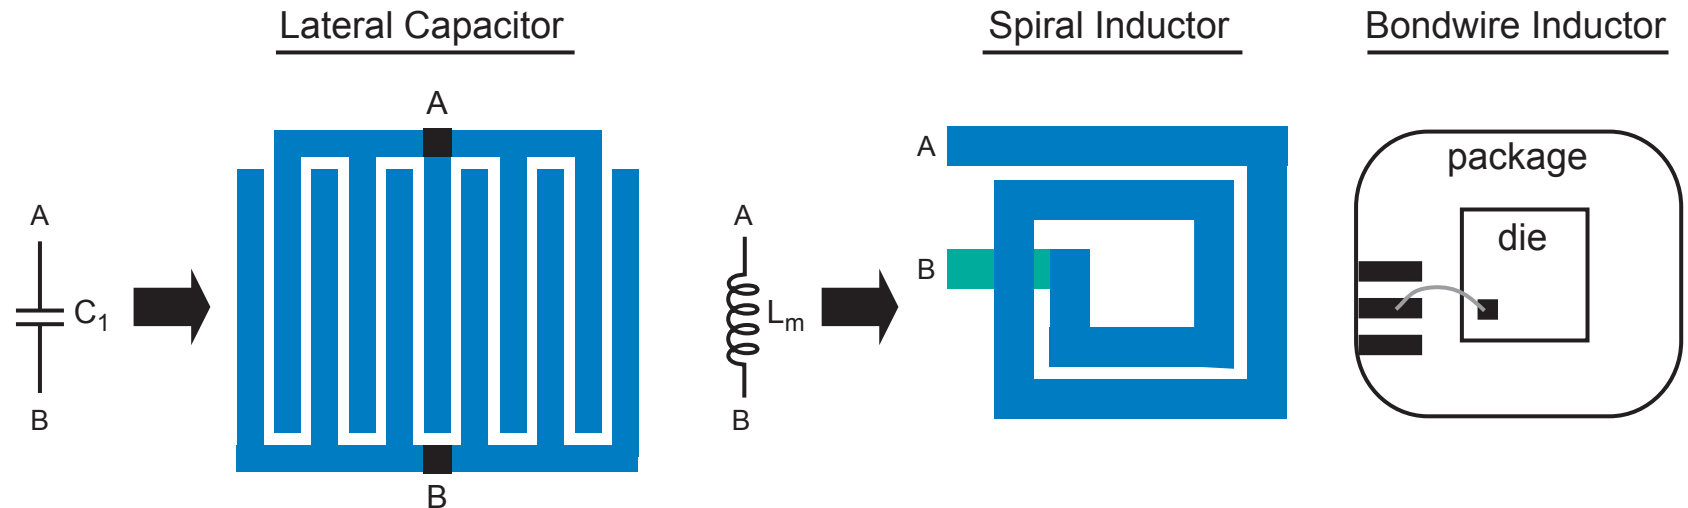 Lateral Capacitor
A
A
C1
B
B
Spiral Inductor
A
A
B
Lm
B
Bondwire Inductor
package
die